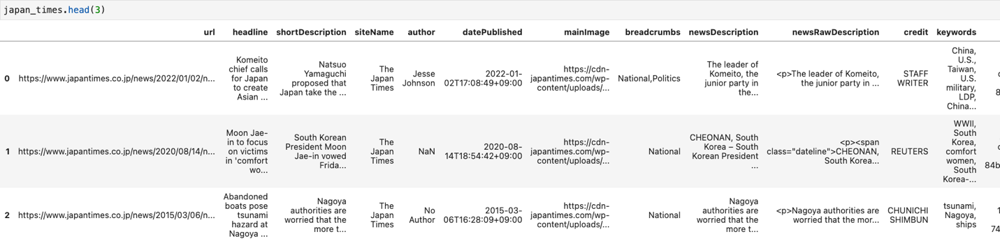 japan_times.head(3)
url headline shortDescription siteName author datePublished mainImage breadcrumbs newsDescription newsRawDescription credit keywords
0
https://www.japantimes.co.jp/news/2022/01/02/n...
Komeito
chief calls
for Japan
to create
Asian ...
Natsuo
Yamaguchi
proposed that
Japan take the ...
The
Japan
Times
Jesse
Johnson
2022-01-
02T17:08:49+09:00
https://cdn-
japantimes.com/wp-
content/uploads/...
National,Politics
The leader of
Komeito, the
junior party in
the...
<p>The leader of Komeito,
the junior party in ...
STAFF
WRITER
China,
U.S.,
Taiwan,
U.S.
military,
LDP,
China...
1
https://www.japantimes.co.jp/news/2020/08/14/n...
Moon Jae-
in to focus
on victims
in 'comfort
wo...
South Korean
President Moon
Jae-in vowed
Frida...
The
Japan
Times
NaN
2020-08-
14T18:54:42+09:00
https://cdn-
japantimes.com/wp-
content/uploads/...
National
CHEONAN, South
Korea – South
Korean President
...
<p><span
class="dateline">CHEONAN,
South Korea...
REUTERS
WWII,
South
Korea,
comfort
women,
South
Korea-...
84b
2
https://www.japantimes.co.jp/news/2015/03/06/n...
Abandoned
boats pose
tsunami
hazard at
Nagoya ...
Nagoya
authorities are
worried that the
more t...
The
Japan
Times
No
Author
2015-03-
06T16:28:09+09:00
https://cdn-
japantimes.com/wp-
content/uploads/...
National
Nagoya
authorities are
worried that the
more t...
<p>Nagoya authorities are
worried that the mor...
CHUNICHI
SHIMBUN
tsunami,
Nagoya,
ships
1
74